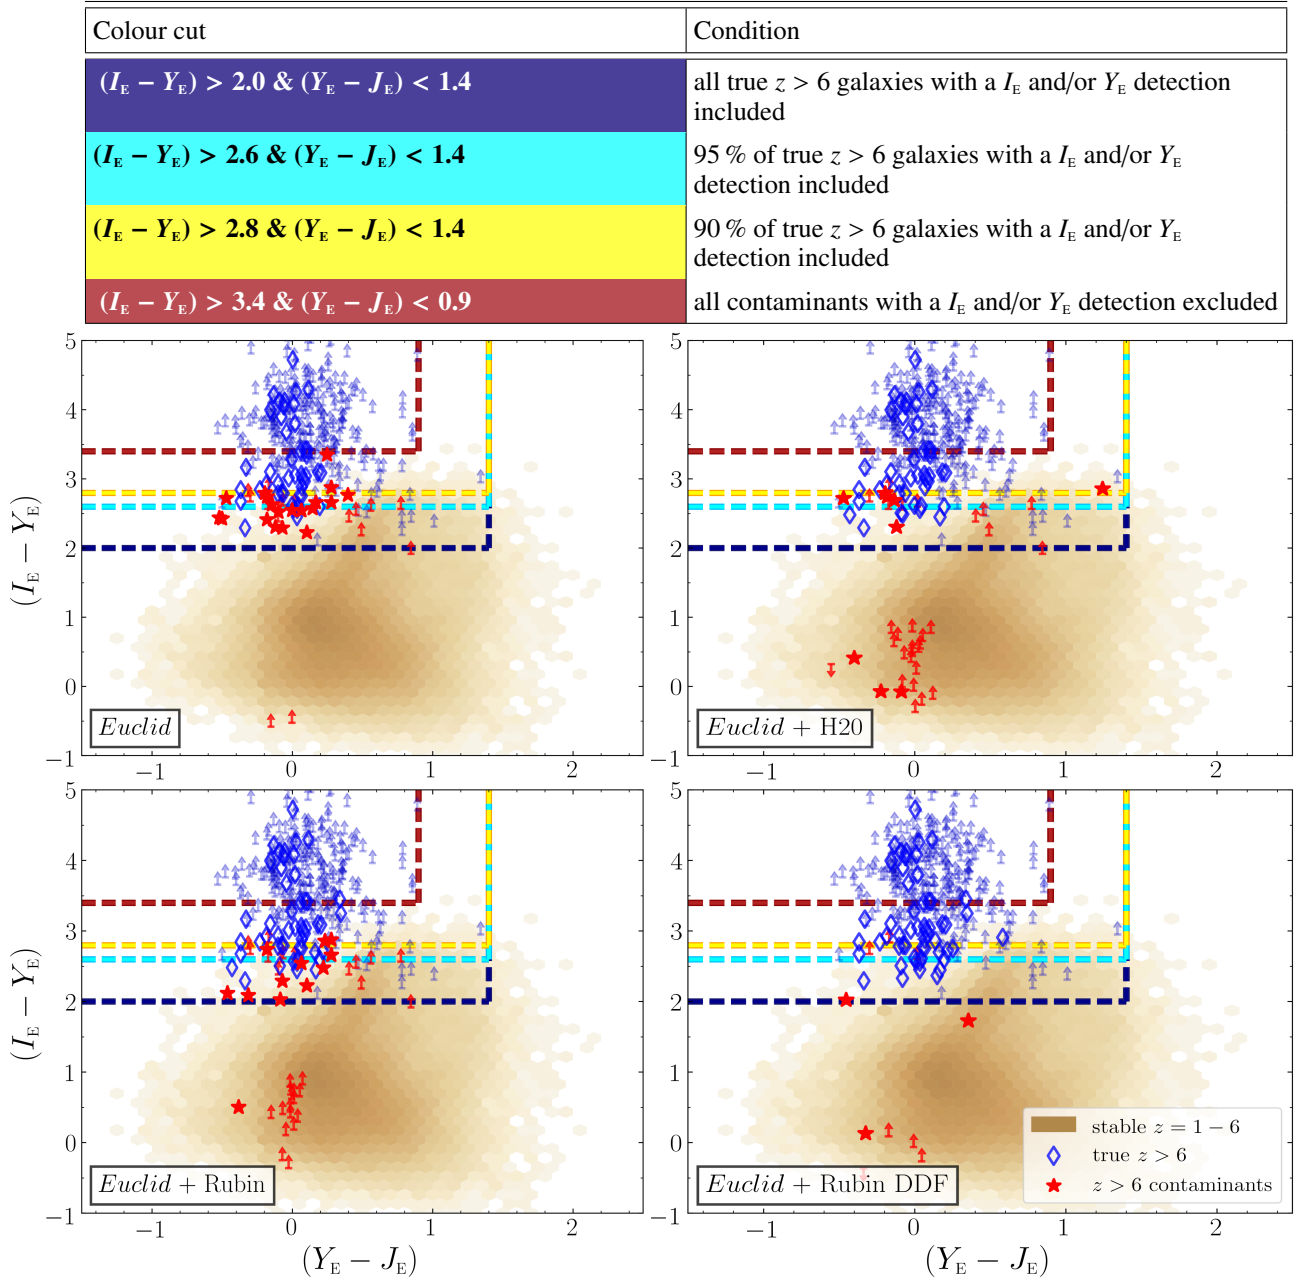 Colour cut Condition
(I_E − Y_E) > 2.0 & (Y_E − J_E) < 1.4 all true z > 6 galaxies with a I_E and/or Y_E detection
included
(I_E − Y_E) > 2.6 & (Y_E − J_E) < 1.4 95 % of true z > 6 galaxies with a I_E and/or Y_E
detection included
(I_E − Y_E) > 2.8 & (Y_E − J_E) < 1.4 90 % of true z > 6 galaxies with a I_E and/or Y_E
detection included
(I_E − Y_E) > 3.4 & (Y_E − J_E) < 0.9 all contaminants with a I_E and/or Y_E detection excluded
5
4
3
2
1
0
−1
(I_E − Y_E)
Euclid
−1 0 1 2
5
4
3
2
1
0
−1
Euclid + H20
−1 0 1 2
5
4
3
2
1
0
−1
(I_E − Y_E)
Euclid + Rubin
−1 0 1 2
(Y_E − J_E)
5
4
3
2
1
0
−1
stable z = 1 − 6
true z > 6
z > 6 contaminants
Euclid + Rubin DDF
−1 0 1 2
(Y_E − J_E)